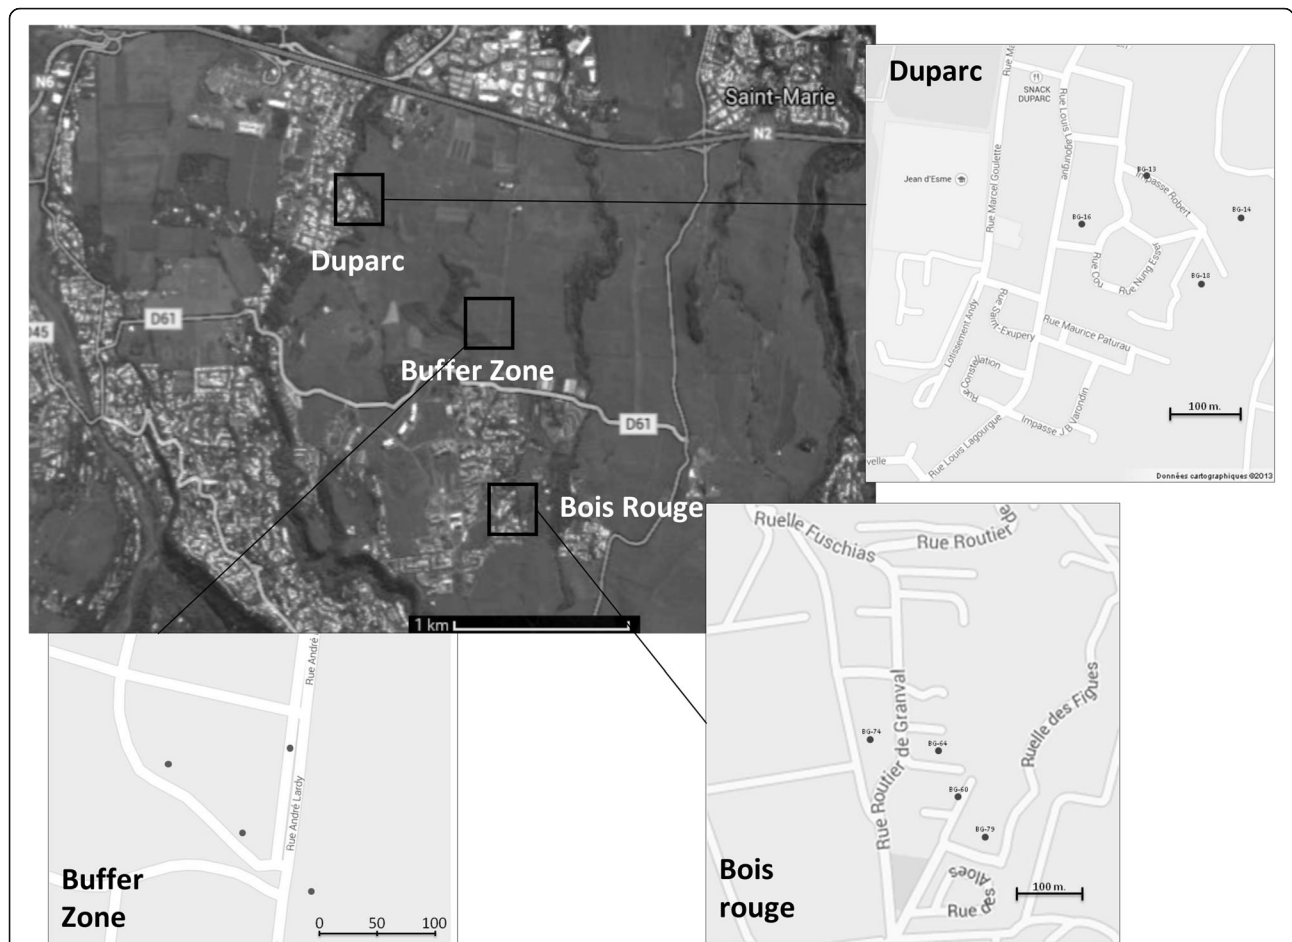 N6
Saint-Marie
N2
Duparc
D61
D45
Buffer Zone
D61
Bois Rouge
1 km
Duparc
SNACK
DUPARC
Rue Marcel Goulette
Rue Louis Lagourgue
Jean d'Esme
BG-13
Impasse Robert
BG-14
BG-16
BG-18
Rue Cou
Rue Nung Esse
Rue Saint-Exupery
Lotissement Andy
Rue Maurice Paturau
Rue Constellation
Impasse J B Varondin
Rue Louis Lagourgue
velle
100 m.
Données cartographiques ©2013
Ruelle Fuschias
Rue Routier de
Rue Routier de Granval
Ruelle des Figues
BG-74
BG-64
BG-60
BG-79
Rue des Aloes
Bois
rouge
100 m.
Rue André
Rue André Lardy
Buffer
Zone
0 50 100